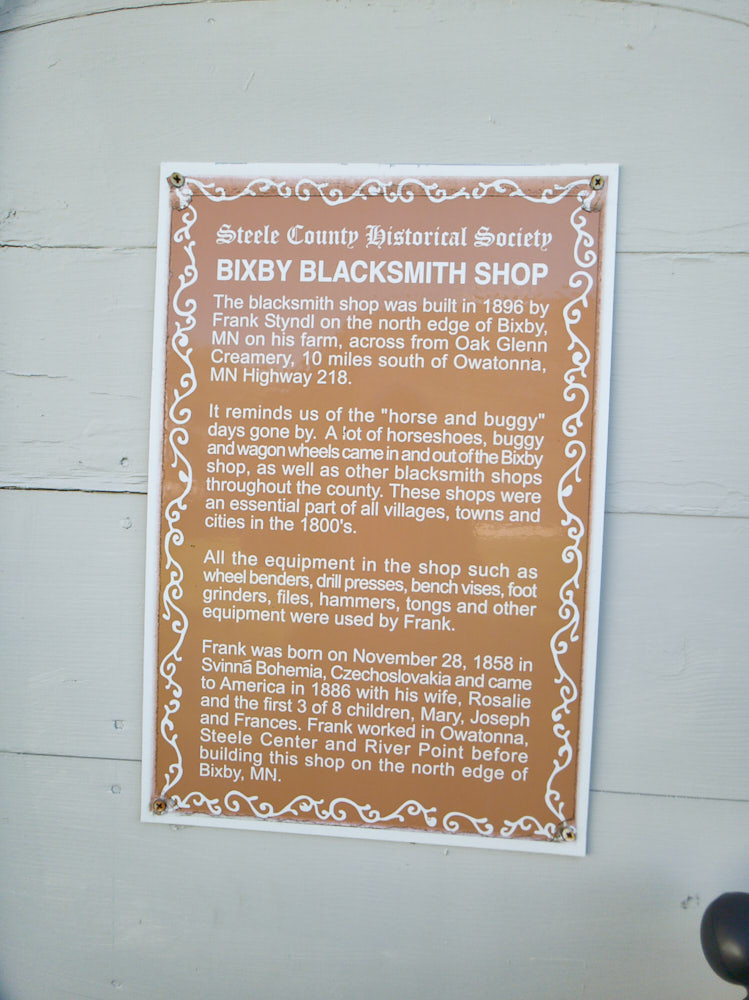 Steele County Historical Society
BIXBY BLACKSMITH SHOP
The blacksmith shop was built in 1896 by
Frank Styndl on the north edge of Bixby,
MN on his farm, across from Oak Glenn
Creamery, 10 miles south of Owatonna,
MN Highway 218.
It reminds us of the "horse and buggy"
days gone by. A lot of horseshoes, buggy
and wagon wheels came in and out of the Bixby
shop, as well as other blacksmith shops
throughout the county. These shops were
an essential part of all villages, towns and
cities in the 1800's.
All the equipment in the shop such as
wheel benders, drill presses, bench vises, foot
grinders, files, hammers, tongs and other
equipment were used by Frank.
Frank was born on November 28, 1858 in
Svinná Bohemia, Czechoslovakia and came
to America in 1886 with his wife, Rosalie
and the first 3 of 8 children, Mary, Joseph
and Frances. Frank worked in Owatonna,
Steele Center and River Point before
building this shop on the north edge of
Bixby, MN.